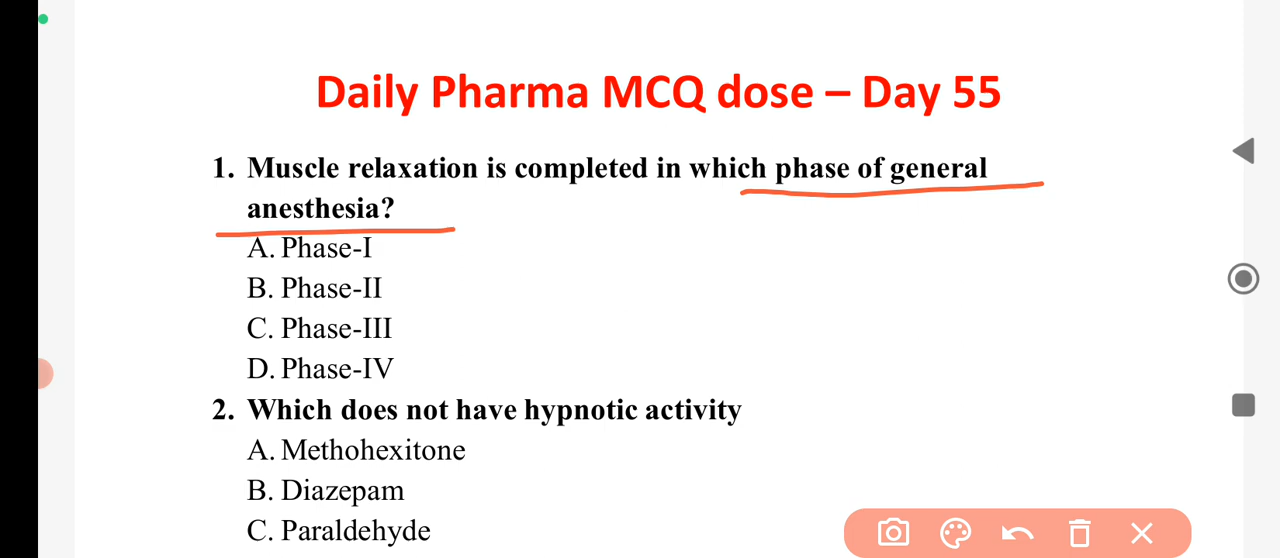 Daily Pharma MCQ dose – Day 55
1. Muscle relaxation is completed in which phase of general
anesthesia?
A. Phase-I
B. Phase-II
C. Phase-III
D. Phase-IV
2. Which does not have hypnotic activity
A. Methohexitone
B. Diazepam
C. Paraldehyde